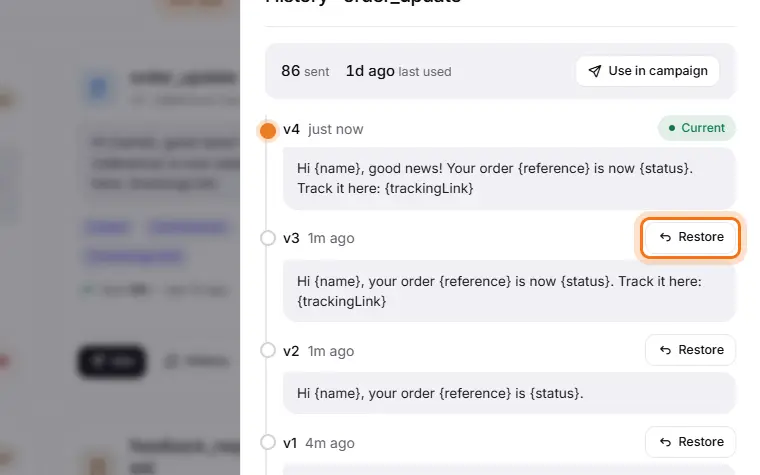 History
order_update
86 sent 1d ago last used
Use in campaign
v4 just now
Current
Hi {name}, good news! Your order {reference} is now {status}.
Track it here: {trackingLink}
v3 1m ago
Restore
Hi {name}, your order {reference} is now {status}. Track it here:
{trackingLink}
v2 1m ago
Restore
Hi {name}, your order {reference} is {status}.
v1 4m ago
Restore